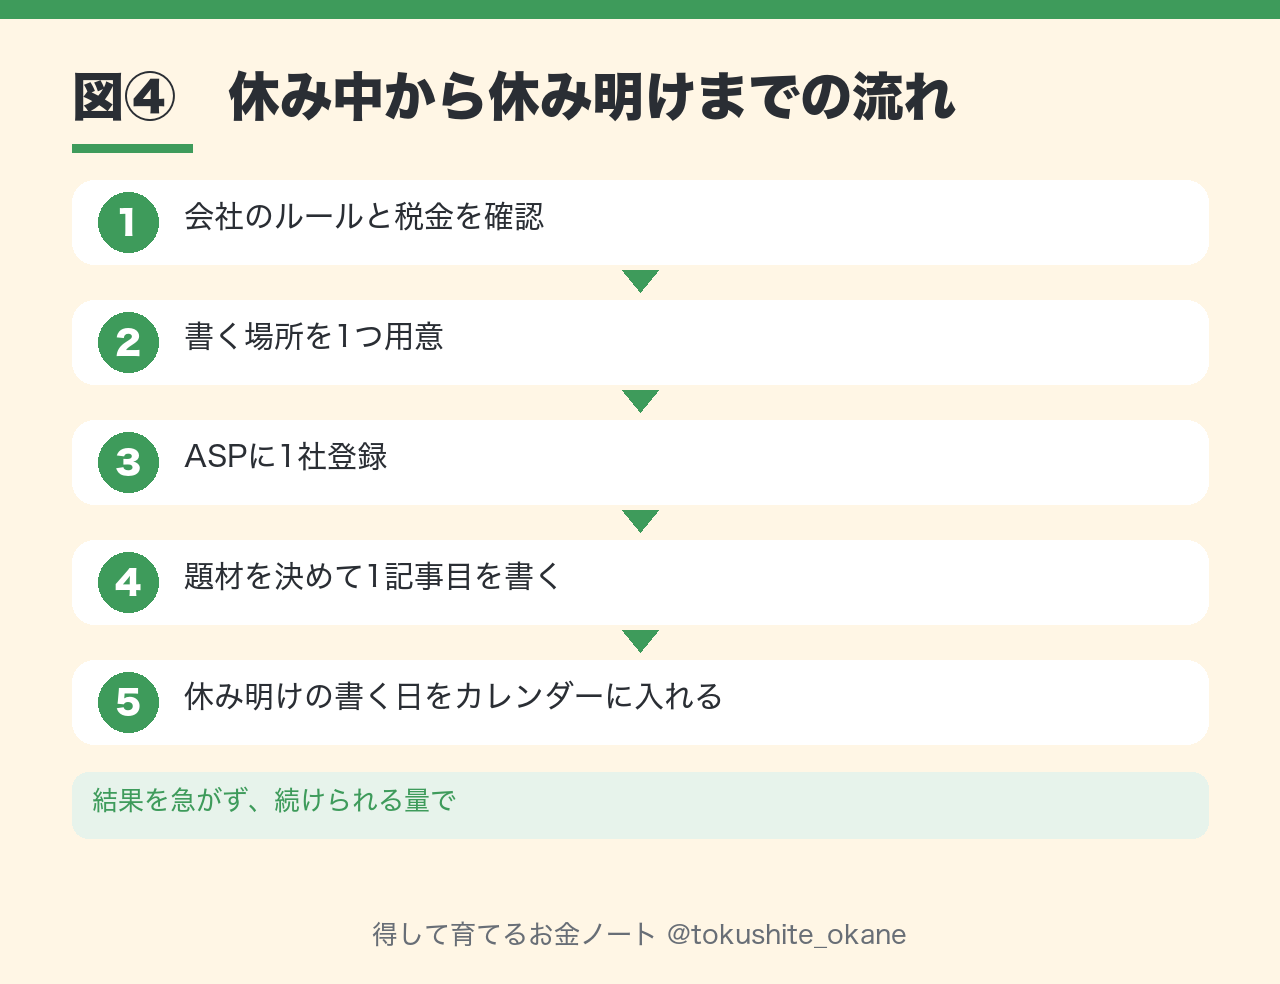 図④　休み中から休み明けまでの流れ
1 会社のルールと税金を確認
2 書く場所を1つ用意
3 ASPに1社登録
4 題材を決めて1記事目を書く
5 休み明けの書く日をカレンダーに入れる
結果を急がず、続けられる量で
得して育てるお金ノート @tokushite_okane